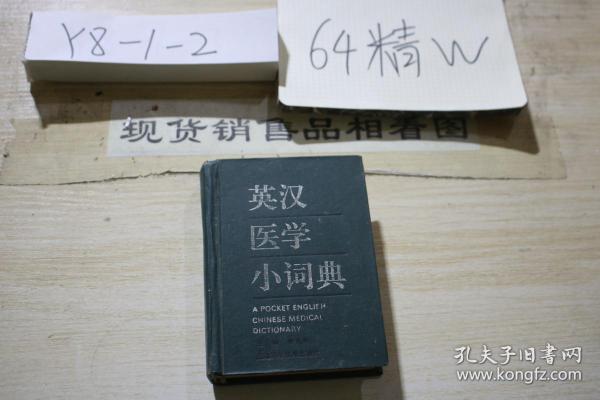 Y8-1-2
64精W
现货销售品相看图
英汉
医学
小词典
A POCKET ENGLISH
CHINESE MEDICAL
DICTIONARY
孔夫子旧书网
www.kongfz.com